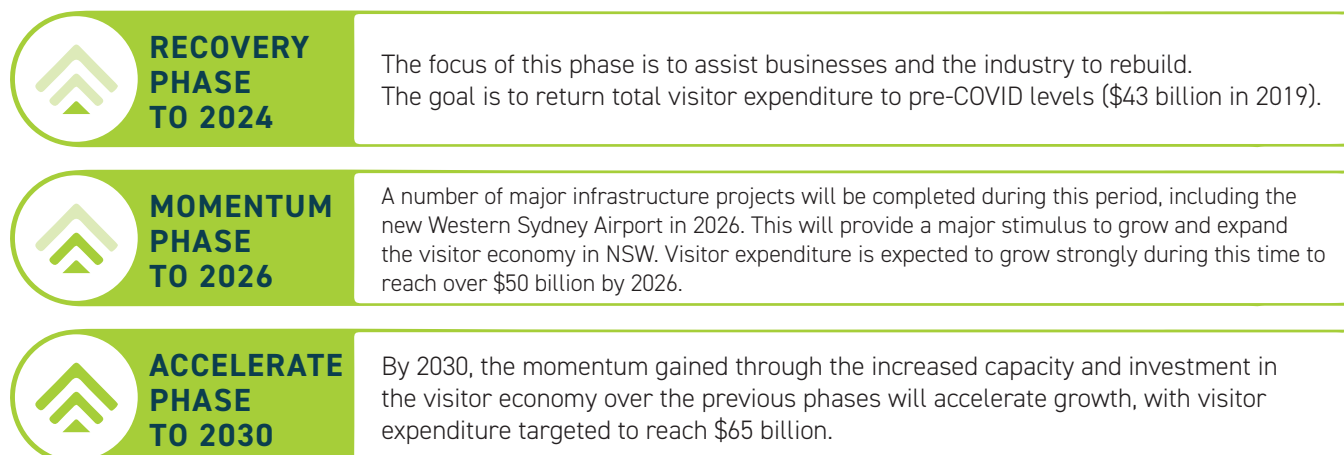 RECOVERY
PHASE
TO 2024
The focus of this phase is to assist businesses and the industry to rebuild.
The goal is to return total visitor expenditure to pre-COVID levels ($43 billion in 2019).
MOMENTUM
PHASE
TO 2026
A number of major infrastructure projects will be completed during this period, including the
new Western Sydney Airport in 2026. This will provide a major stimulus to grow and expand
the visitor economy in NSW. Visitor expenditure is expected to grow strongly during this time to
reach over $50 billion by 2026.
ACCELERATE
PHASE
TO 2030
By 2030, the momentum gained through the increased capacity and investment in
the visitor economy over the previous phases will accelerate growth, with visitor
expenditure targeted to reach $65 billion.